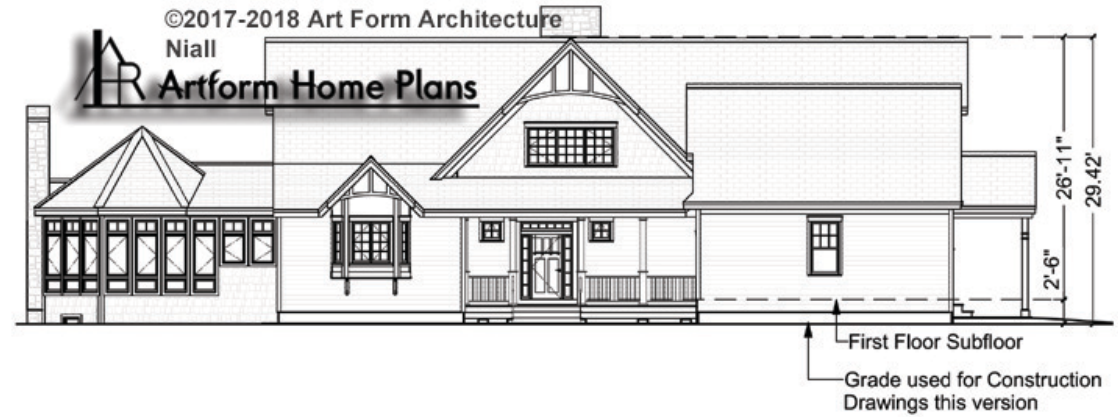 ©2017-2018 Art Form Architecture
Niall
AFR
Artform Home Plans
26'-11"
29.42'
2'-6"
First Floor Subfloor
Grade used for Construction
Drawings this version